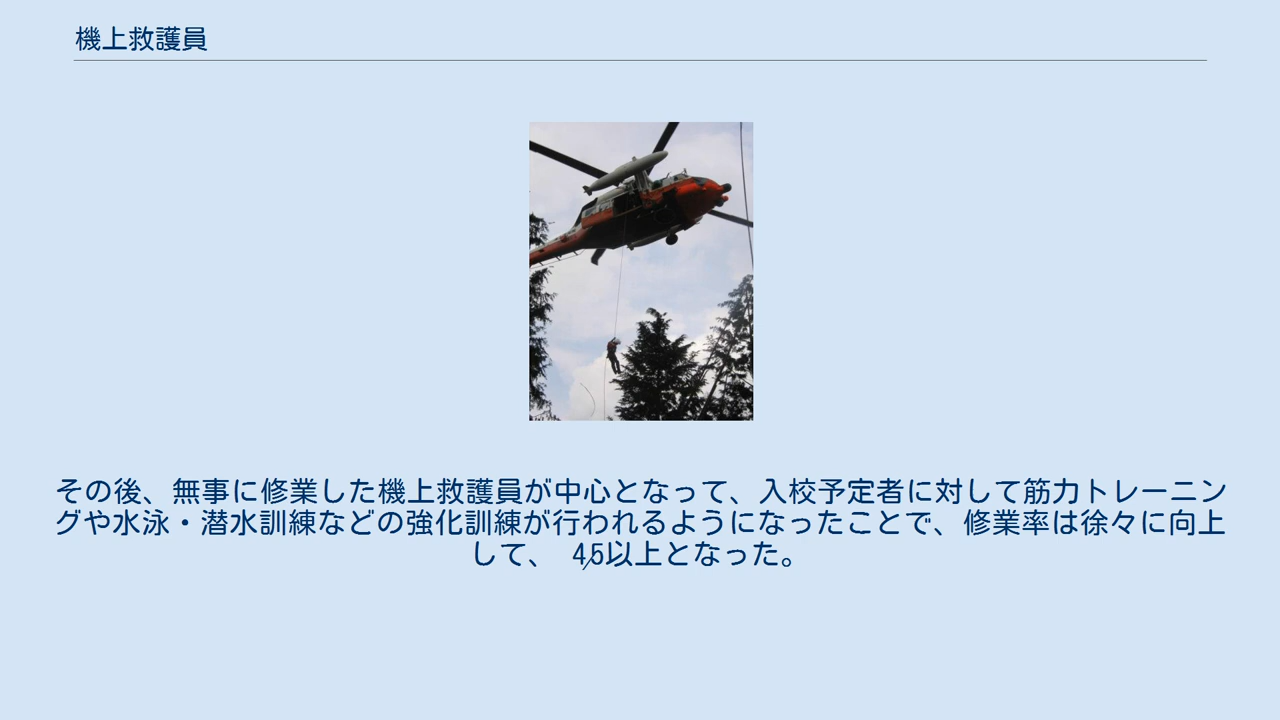 機上救護員
その後、無事に修業した機上救護員が中心となって、入校予定者に対して筋力トレーニン
グや水泳・潜水訓練などの強化訓練が行われるようになったことで、修業率は徐々に向上
して、 4⁄5以上となった。